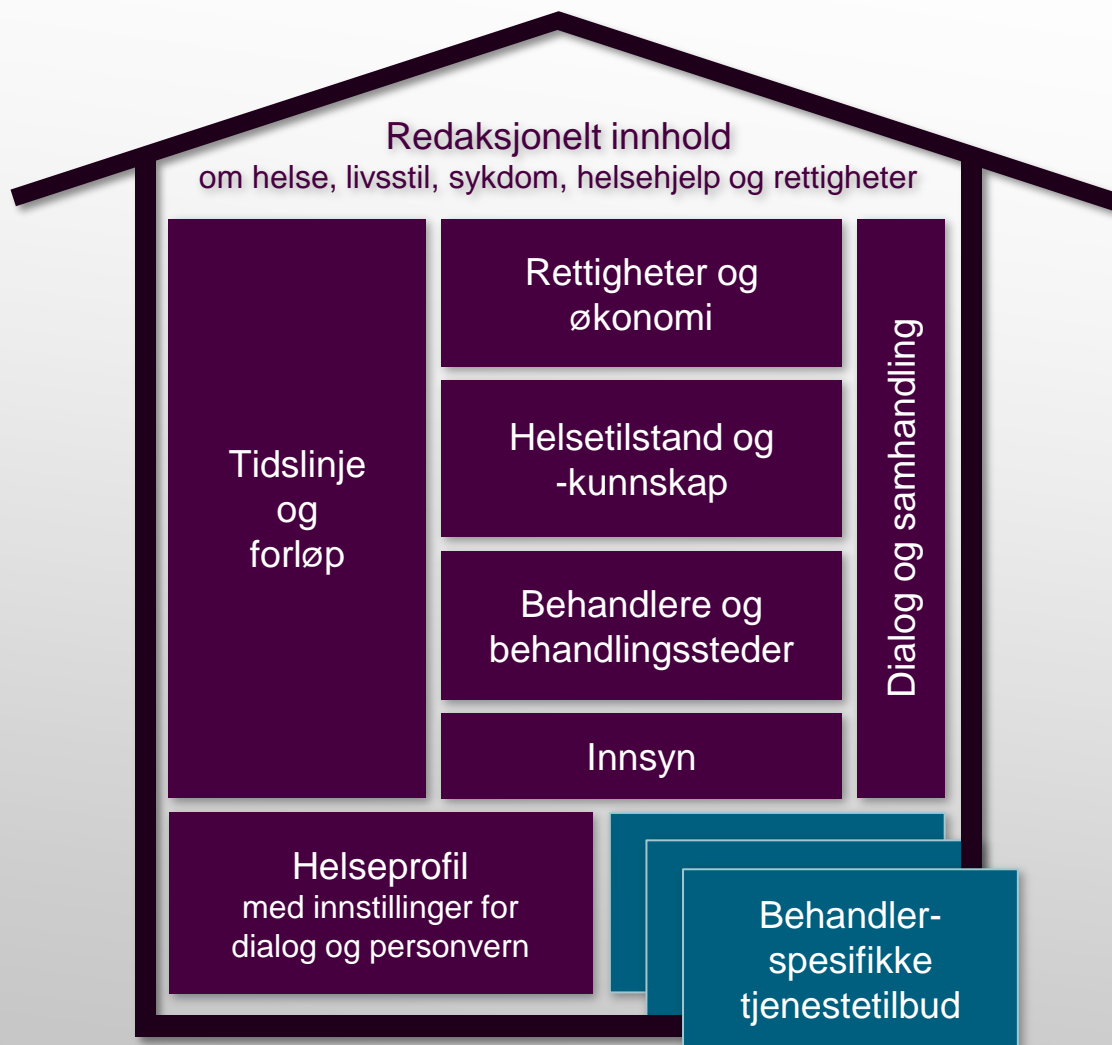 Redaksjonelt innhold
om helse, livsstil, sykdom, helsehjelp og rettigheter
Tidslinje
og
forløp
Rettigheter og
økonomi
Helsetilstand og
-kunnskap
Behandlere og
behandlingssteder
Innsyn
Dialog og samhandling
Helseprofil
med innstillinger for
dialog og personvern
Behandler-
spesifikke
tjenestetilbud